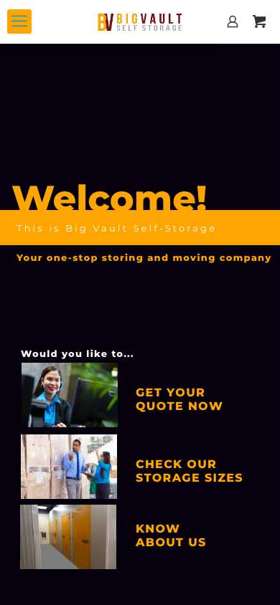 BV BIGVAULT
SELF STORAGE
Welcome!
This is Big Vault Self-Storage
Your one-stop storing and moving company
Would you like to...
GET YOUR
QUOTE NOW
CHECK OUR
STORAGE SIZES
KNOW
ABOUT US